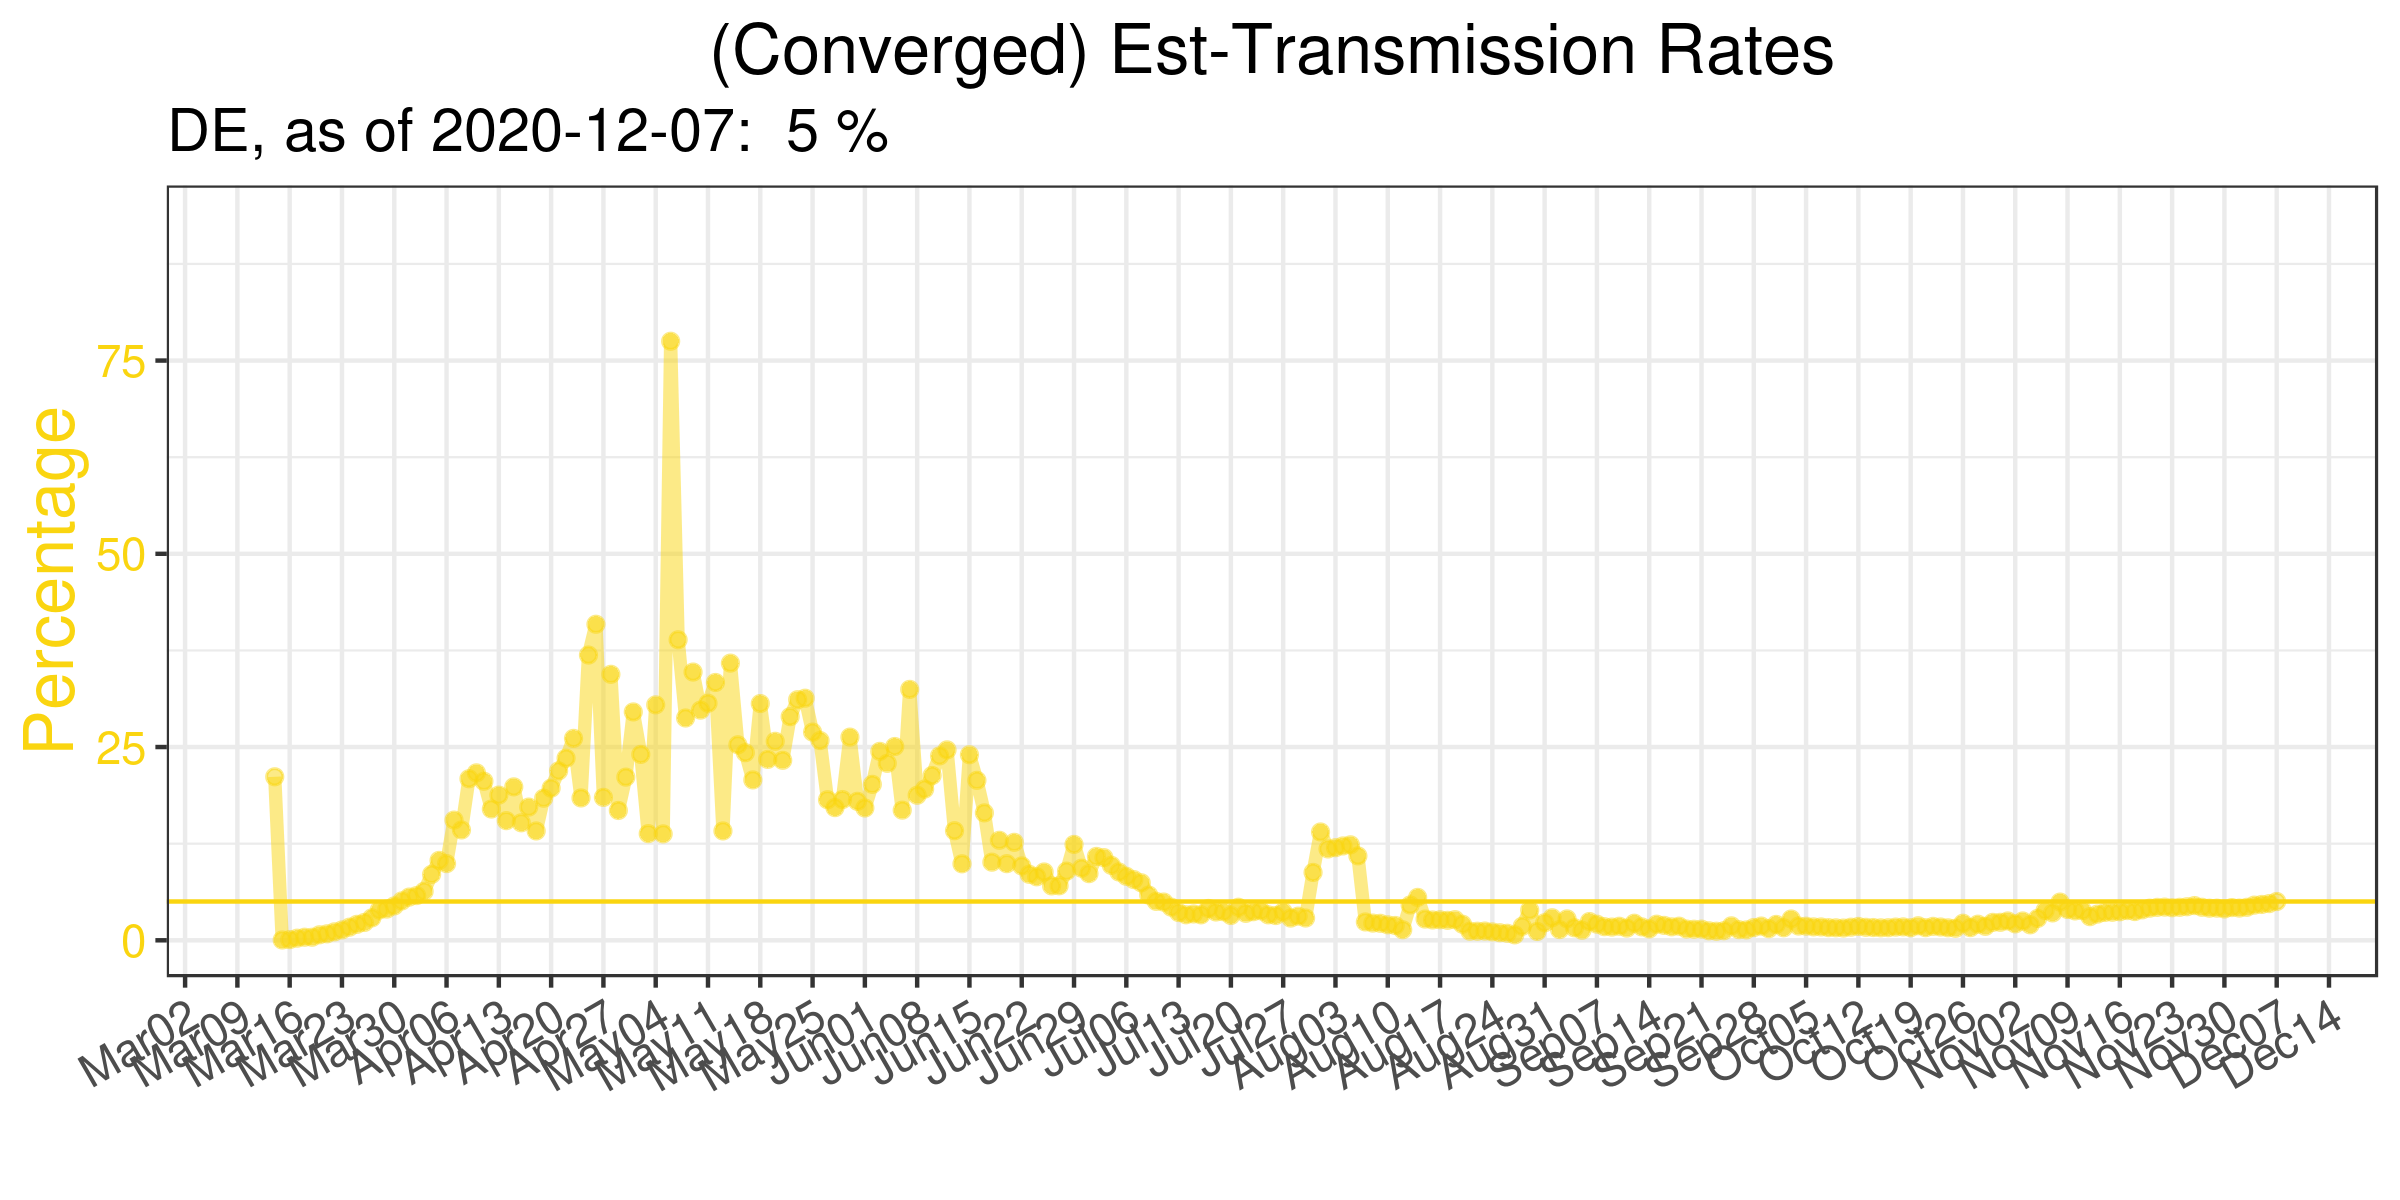 (Converged) Est-Transmission Rates
DE, as of 2020-12-07:  5 %
Percentage
75
50
25
0
Mar02
Mar09
Mar16
Mar23
Mar30
Apr06
Apr13
Apr20
Apr27
May04
May11
May18
May25
Jun01
Jun08
Jun15
Jun22
Jun29
Jul06
Jul13
Jul20
Jul27
Aug03
Aug10
Aug17
Aug24
Aug31
Sep07
Sep14
Sep21
Sep28
Oct05
Oct12
Oct19
Oct26
Nov02
Nov09
Nov16
Nov23
Nov30
Dec07
Dec14